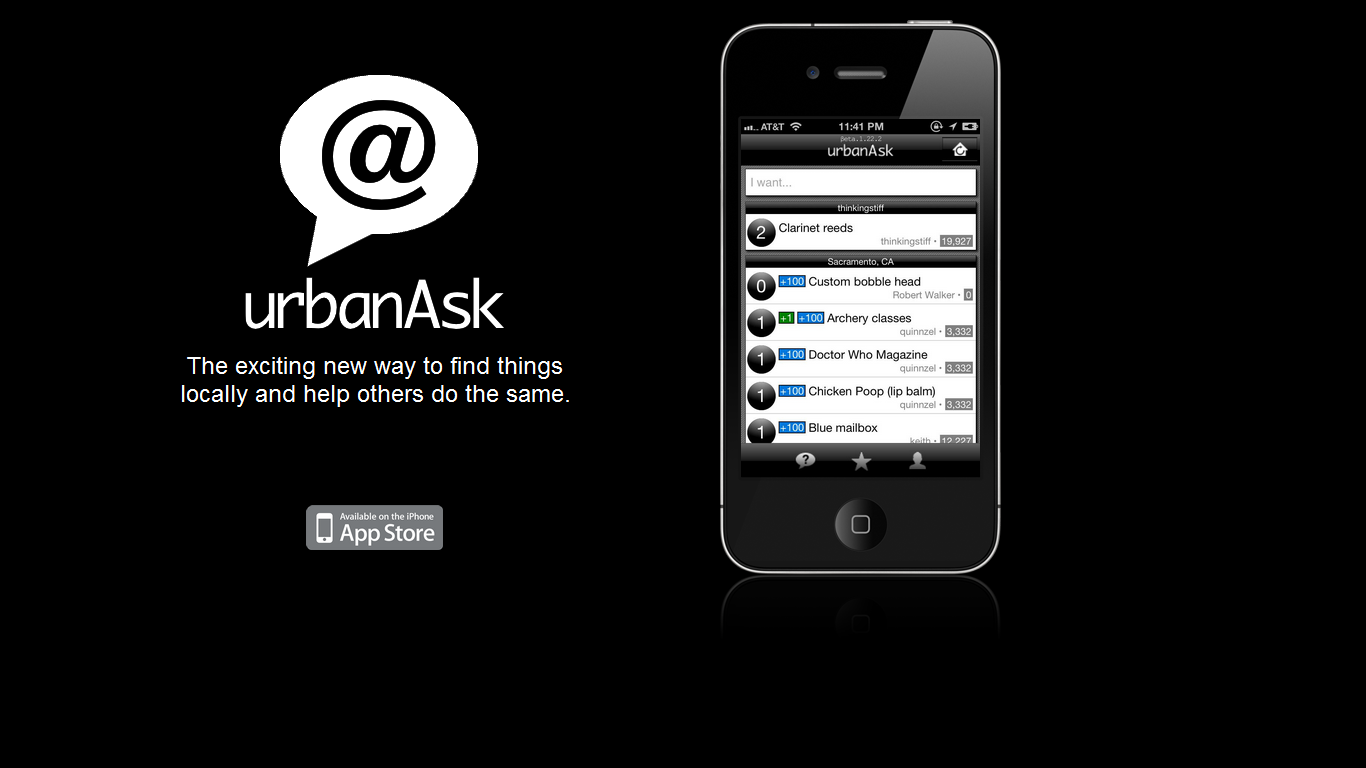 @
urbanAsk
The exciting new way to find things
locally and help others do the same.
Available on the iPhone
App Store
AT&T 11:41 PM
βeta.1.22.2
urbanAsk
I want...
thinkingstiff
2 Clarinet reeds
thinkingstiff • 19,927
Sacramento, CA
0 +100 Custom bobble head
Robert Walker • 0
1 +1 +100 Archery classes
quinnzel • 3,332
1 +100 Doctor Who Magazine
quinnzel • 3,332
1 +100 Chicken Poop (lip balm)
quinnzel • 3,332
1 +100 Blue mailbox
keith • 12,227
?